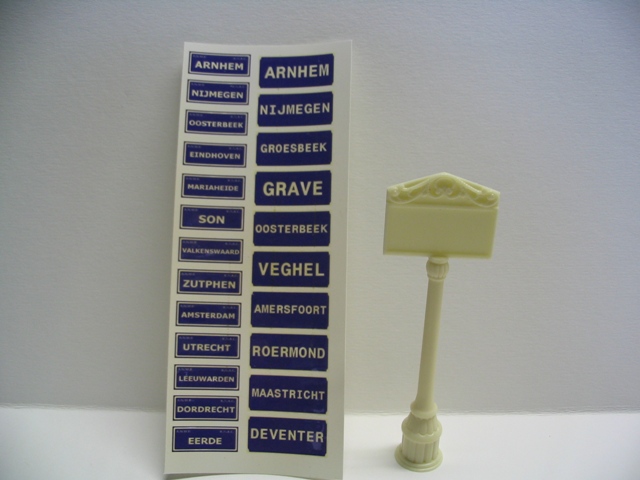 ARNHEM
NIJMEGEN
OOSTERBEEK
EINDHOVEN
MARIAHEIDE
SON
VALKENSWAARD
ZUTPHEN
AMSTERDAM
UTRECHT
LEEUWARDEN
DORDRECHT
EERDE
ARNHEM
NIJMEGEN
GROESBEEK
GRAVE
OOSTERBEEK
VEGHEL
AMERSFOORT
ROERMOND
MAASTRICHT
DEVENTER